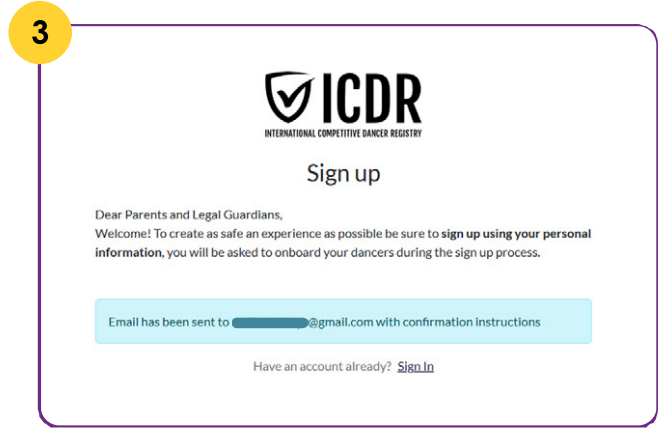 3
ICDR
INTERNATIONAL COMPETITIVE DANCER REGISTRY
Sign up
Dear Parents and Legal Guardians,
Welcome! To create as safe an experience as possible be sure to sign up using your personal
information, you will be asked to onboard your dancers during the sign up process.
Email has been sent to @gmail.com with confirmation instructions
Have an account already? Sign In